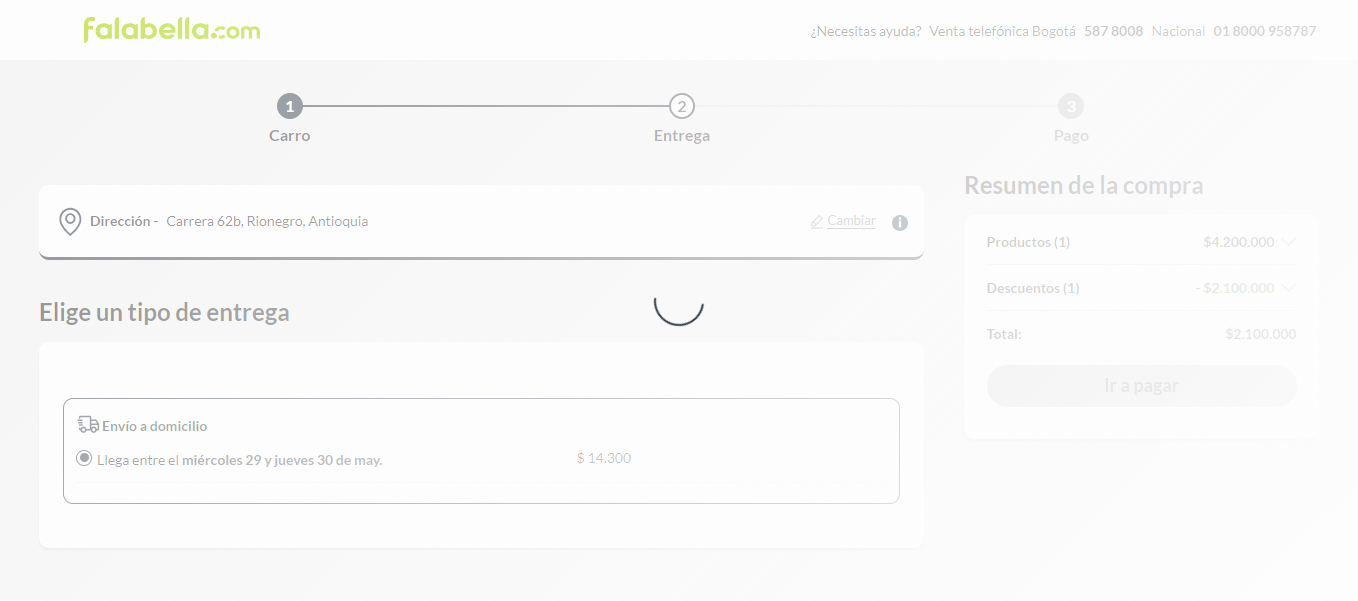 falabella.com
¿Necesitas ayuda? Venta telefónica Bogotá 587 8008 Nacional 01 8000 958787
1 2 3
Carro Entrega Pago
Dirección - Carrera 62b, Rionegro, Antioquia Cambiar i
Elige un tipo de entrega
Envío a domicilio
Llega entre el miércoles 29 y jueves 30 de may. $ 14.300
Resumen de la compra
Productos (1) $4.200.000
Descuentos (1) - $2.100.000
Total: $2.100.000
Ir a pagar